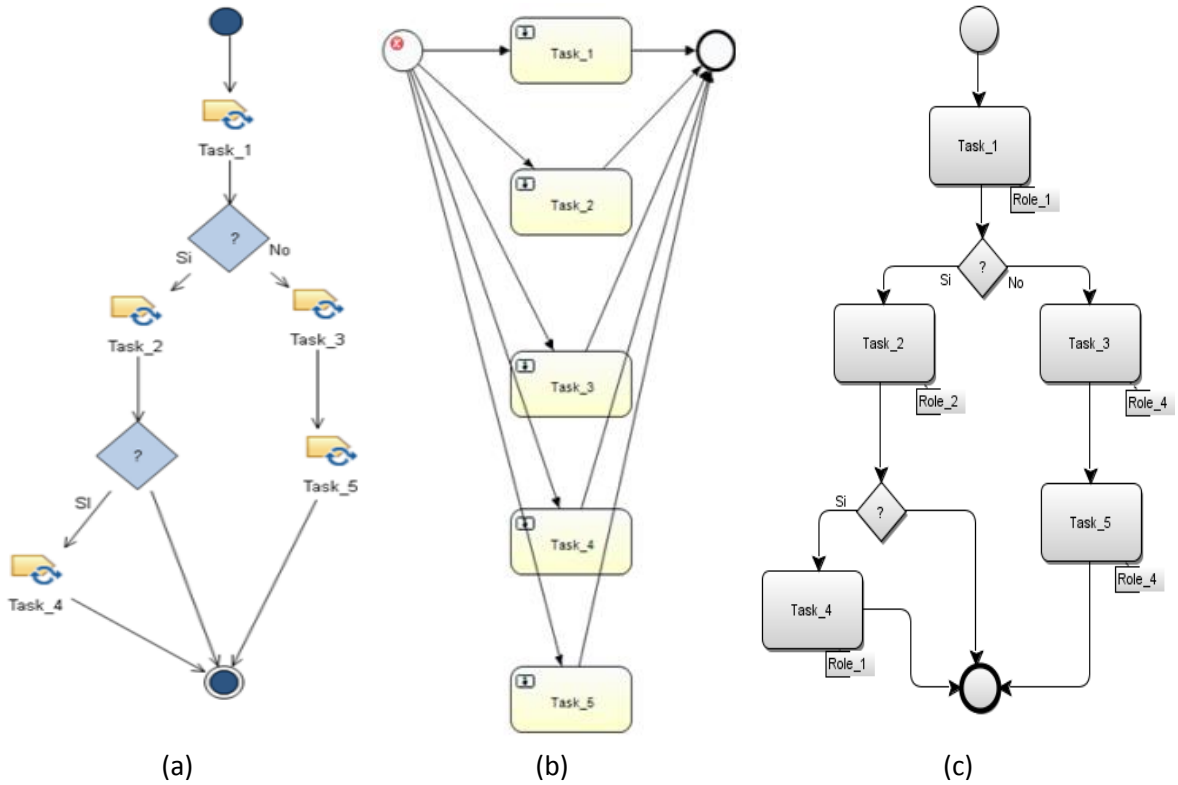 Task_1
?
Si
No
Task_2
Task_3
?
Task_5
SI
Task_4
(a)
Task_1
Task_2
Task_3
Task_4
Task_5
(b)
Task_1
Role_1
?
Si
No
Task_2
Task_3
Role_2
Role_4
Si
?
Task_5
Role_4
Task_4
Role_1
(c)